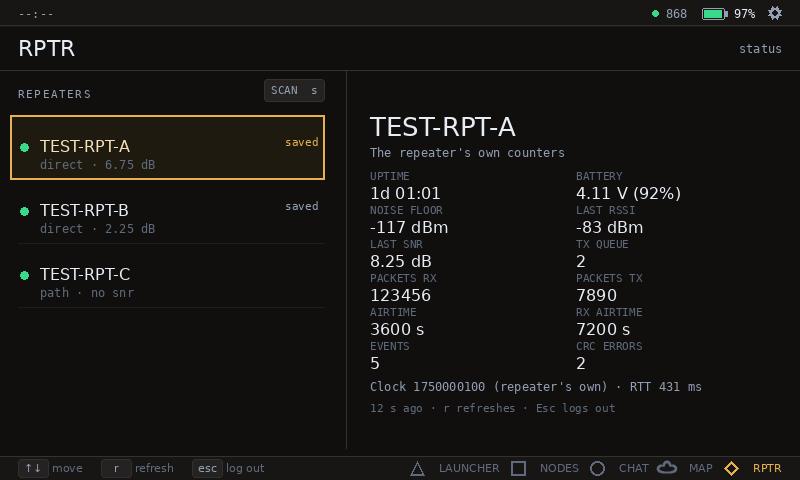 --:-- 868 97%
RPTR status
REPEATERS SCAN s
TEST-RPT-A saved
direct · 6.75 dB
TEST-RPT-B saved
direct · 2.25 dB
TEST-RPT-C
path · no snr
TEST-RPT-A
The repeater's own counters
UPTIME BATTERY
1d 01:01 4.11 V (92%)
NOISE FLOOR LAST RSSI
-117 dBm -83 dBm
LAST SNR TX QUEUE
8.25 dB 2
PACKETS RX PACKETS TX
123456 7890
AIRTIME RX AIRTIME
3600 s 7200 s
EVENTS CRC ERRORS
5 2
Clock 1750000100 (repeater's own) · RTT 431 ms
12 s ago · r refreshes · Esc logs out
↑↓ move r refresh esc log out LAUNCHER NODES CHAT MAP RPTR